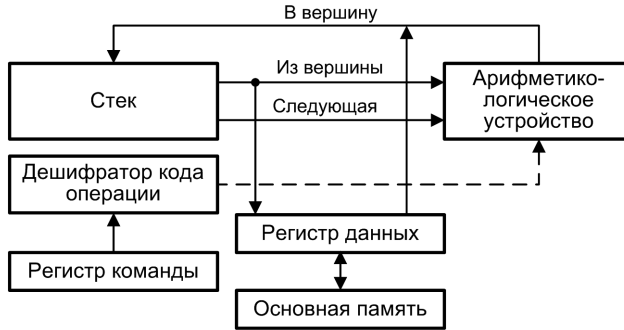 В вершину
Стек
Из вершины
Следующая
Арифметико-
логическое
устройство
Дешифратор кода
операции
Регистр данных
Регистр команды
Основная память